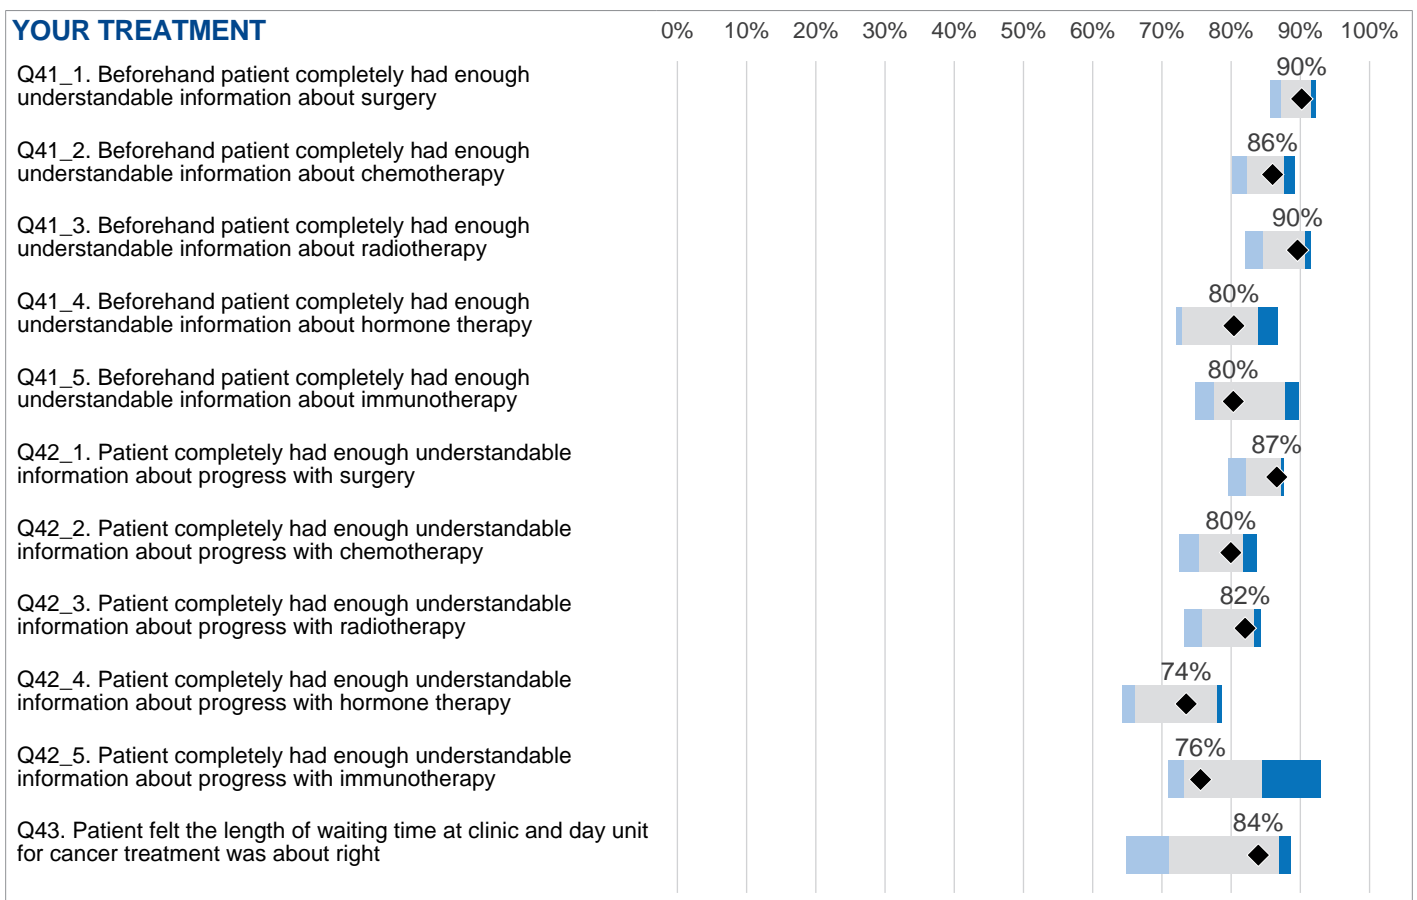 YOUR TREATMENT 0% 10% 20% 30% 40% 50% 60% 70% 80% 90% 100%
Q41_1. Beforehand patient completely had enough
understandable information about surgery
90%
Q41_2. Beforehand patient completely had enough
understandable information about chemotherapy
86%
Q41_3. Beforehand patient completely had enough
understandable information about radiotherapy
90%
Q41_4. Beforehand patient completely had enough
understandable information about hormone therapy
80%
Q41_5. Beforehand patient completely had enough
understandable information about immunotherapy
80%
Q42_1. Patient completely had enough understandable
information about progress with surgery
87%
Q42_2. Patient completely had enough understandable
information about progress with chemotherapy
80%
Q42_3. Patient completely had enough understandable
information about progress with radiotherapy
82%
Q42_4. Patient completely had enough understandable
information about progress with hormone therapy
74%
Q42_5. Patient completely had enough understandable
information about progress with immunotherapy
76%
Q43. Patient felt the length of waiting time at clinic and day unit
for cancer treatment was about right
84%